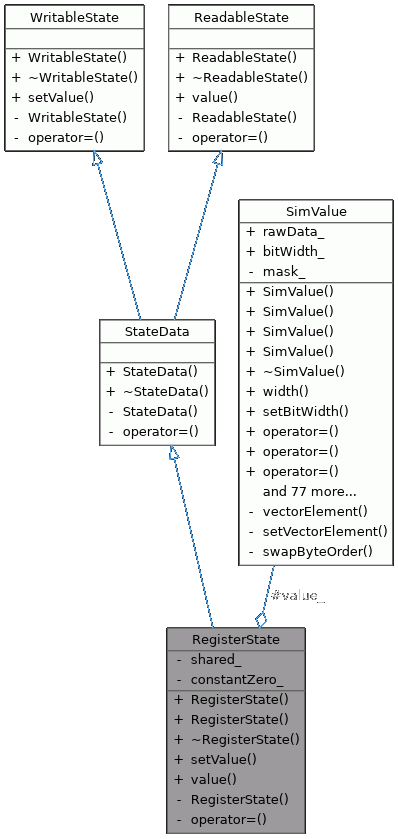 WritableState
+ WritableState()
+ ~WritableState()
+ setValue()
- WritableState()
- operator=()
ReadableState
+ ReadableState()
+ ~ReadableState()
+ value()
- ReadableState()
- operator=()
SimValue
+ rawData_
+ bitWidth_
- mask_
+ SimValue()
+ SimValue()
+ SimValue()
+ SimValue()
+ ~SimValue()
+ width()
+ setBitWidth()
+ operator=()
+ operator=()
+ operator=()
and 77 more...
- vectorElement()
- setVectorElement()
- swapByteOrder()
StateData
+ StateData()
+ ~StateData()
- StateData()
- operator=()
#value_
RegisterState
- shared_
- constantZero_
+ RegisterState()
+ RegisterState()
+ ~RegisterState()
+ setValue()
+ value()
- RegisterState()
- operator=()